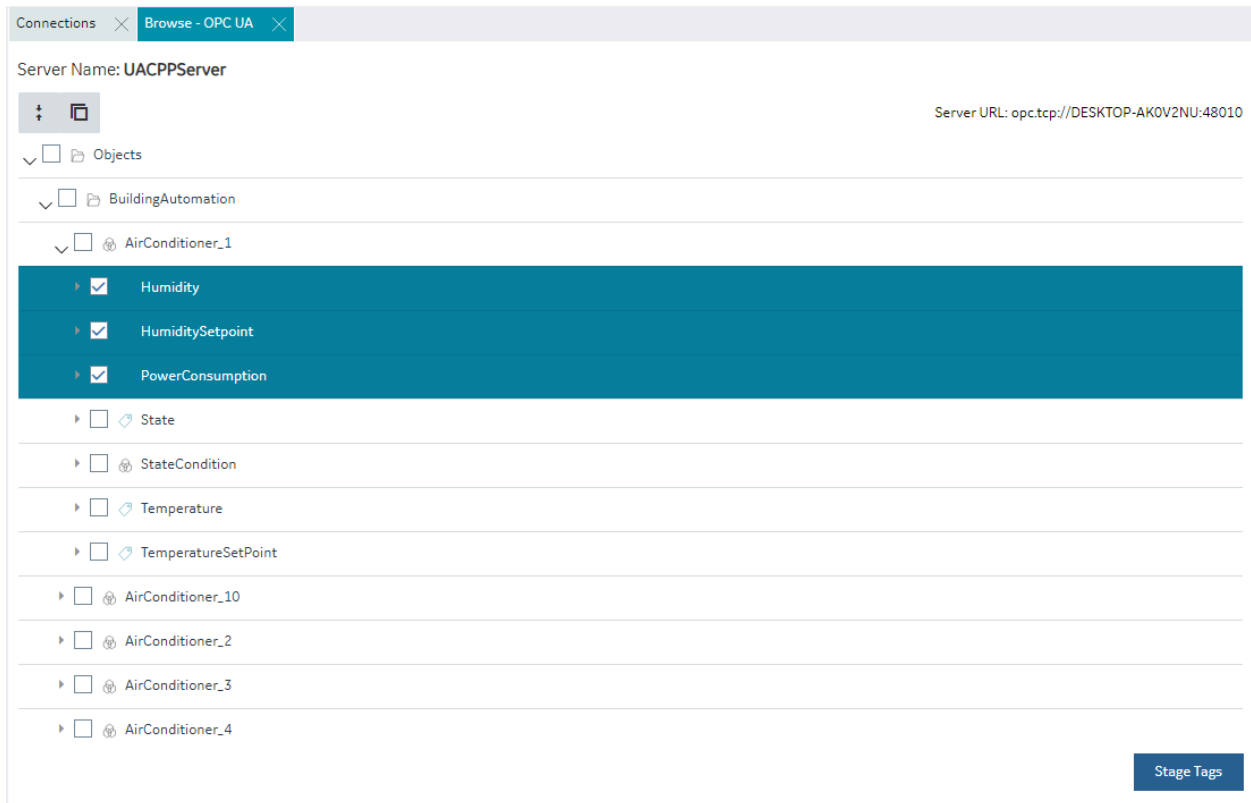 Connections
Browse - OPC UA
Server Name: UACPPServer
Server URL: opc.tcp://DESKTOP-AK0V2NU:48010
Objects
BuildingAutomation
AirConditioner_1
Humidity
HumiditySetpoint
PowerConsumption
State
StateCondition
Temperature
TemperatureSetPoint
AirConditioner_10
AirConditioner_2
AirConditioner_3
AirConditioner_4
Stage Tags